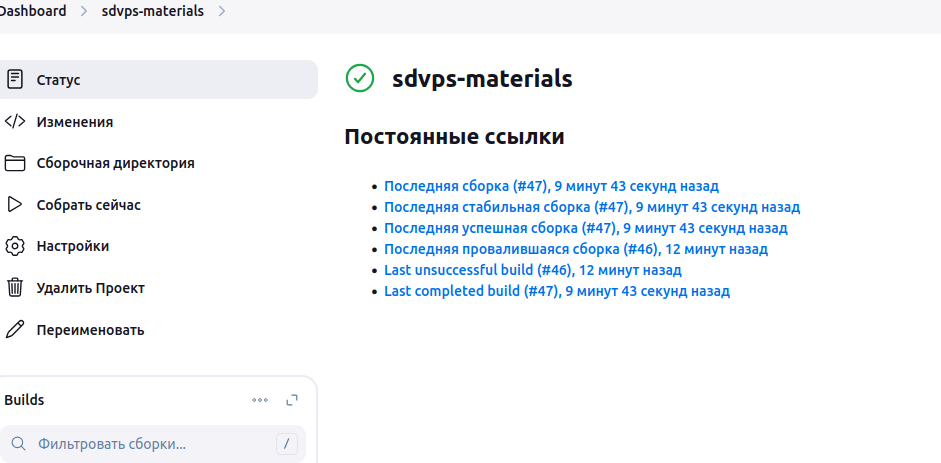 Dashboard > sdvps-materials >
Статус
Изменения
Сборочная директория
Собрать сейчас
Настройки
Удалить Проект
Переименовать
Builds
Фильтровать сборки... /
sdvps-materials
Постоянные ссылки
Последняя сборка (#47), 9 минут 43 секунд назад
Последняя стабильная сборка (#47), 9 минут 43 секунд назад
Последняя успешная сборка (#47), 9 минут 43 секунд назад
Последняя провалившаяся сборка (#46), 12 минут назад
Last unsuccessful build (#46), 12 минут назад
Last completed build (#47), 9 минут 43 секунд назад